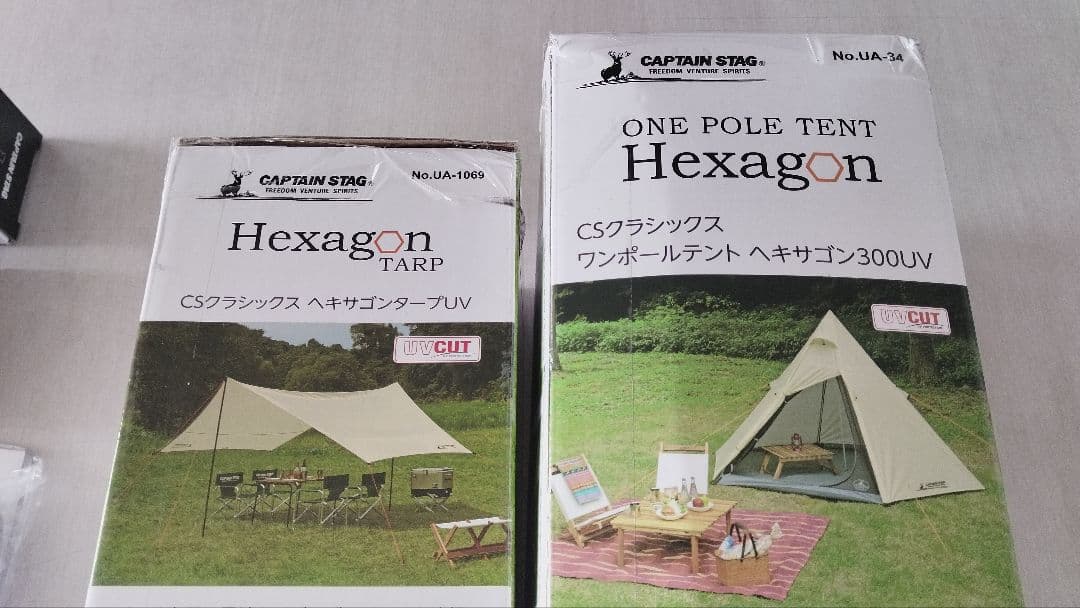 CAPTAIN STAG
CAPTAIN STAG®
FREEDOM VENTURE SPIRITS
No.UA-1069
Hexagon
TARP
CSクラシックス ヘキサゴンタープUV
UVCUT
CAPTAIN STAG®
FREEDOM VENTURE SPIRITS
No.UA-34
ONE POLE TENT
Hexagon
CSクラシックス
ワンポールテント ヘキサゴン300UV
UVCUT